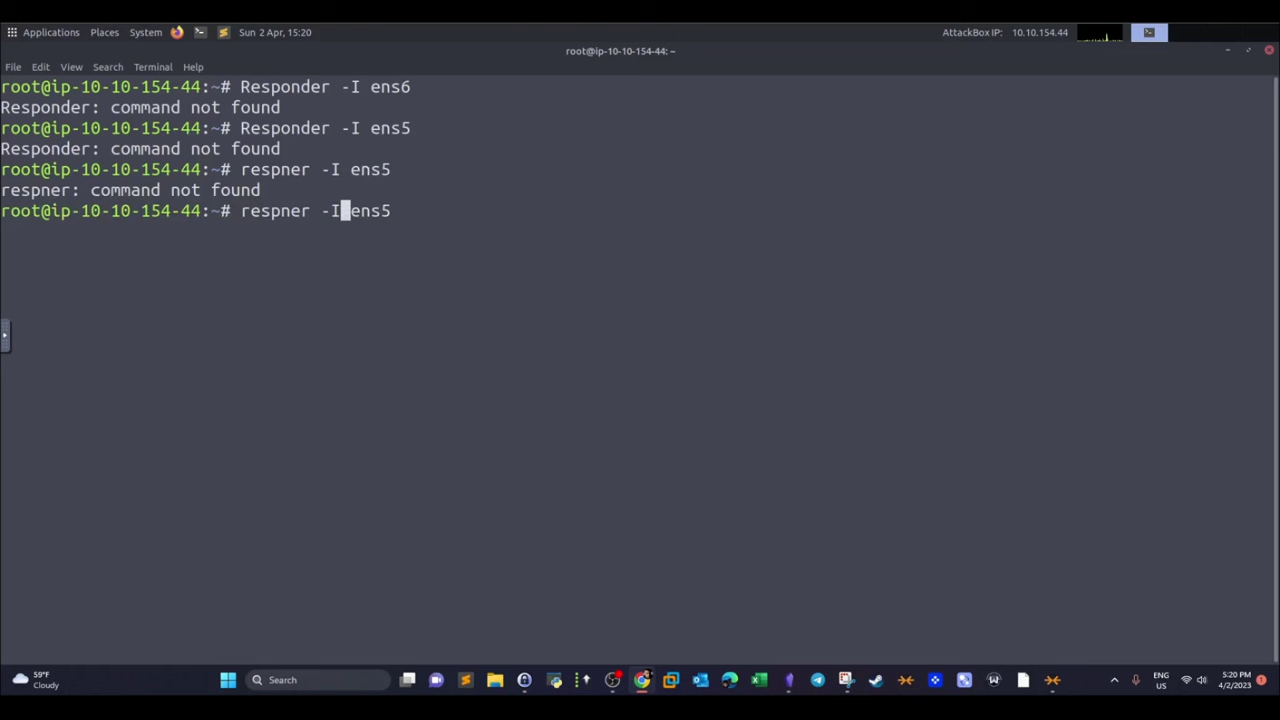 Applications Places System Sun 2 Apr, 15:20 AttackBox IP: 10.10.154.44
root@ip-10-10-154-44: ~
File Edit View Search Terminal Help
root@ip-10-10-154-44:~# Responder -I ens6
Responder: command not found
root@ip-10-10-154-44:~# Responder -I ens5
Responder: command not found
root@ip-10-10-154-44:~# respner -I ens5
respner: command not found
root@ip-10-10-154-44:~# respner -I ens5
59°F
Cloudy
Search
ENG
US
5:20 PM
4/2/2023